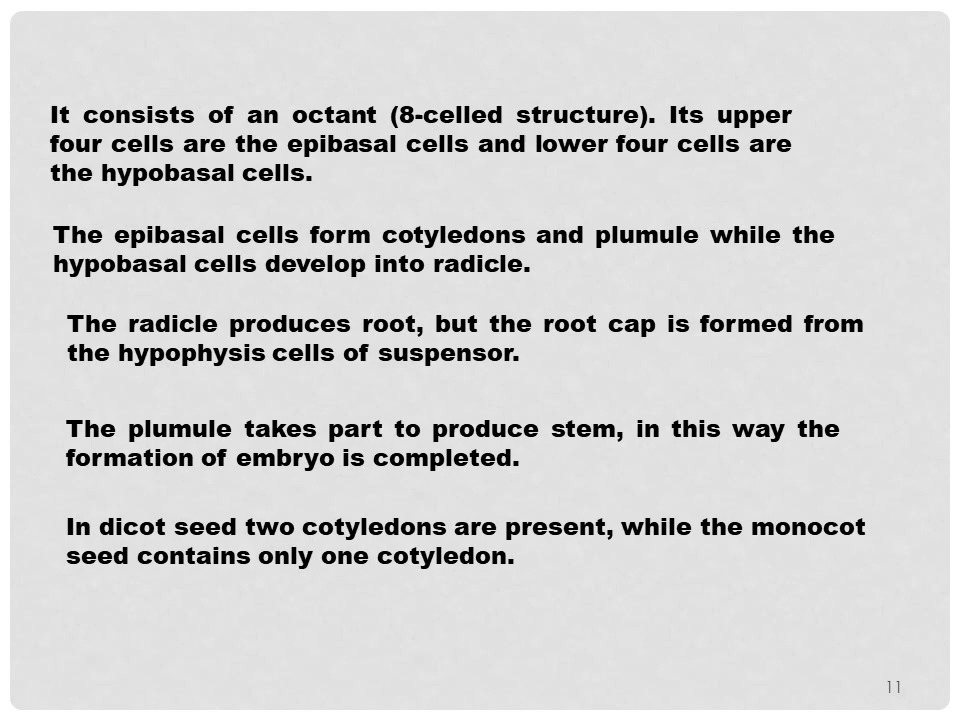 It consists of an octant (8-celled structure). Its upper
four cells are the epibasal cells and lower four cells are
the hypobasal cells.
The epibasal cells form cotyledons and plumule while the
hypobasal cells develop into radicle.
The radicle produces root, but the root cap is formed from
the hypophysis cells of suspensor.
The plumule takes part to produce stem, in this way the
formation of embryo is completed.
In dicot seed two cotyledons are present, while the monocot
seed contains only one cotyledon.
11